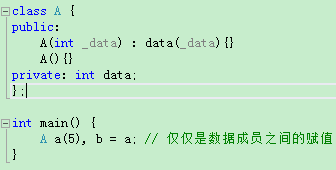 class A {
public:
A(int _data) : data(_data){}
A(){}
private: int data;
};
int main() {
A a(5), b = a; // 仅仅是数据成员之间的赋值
}